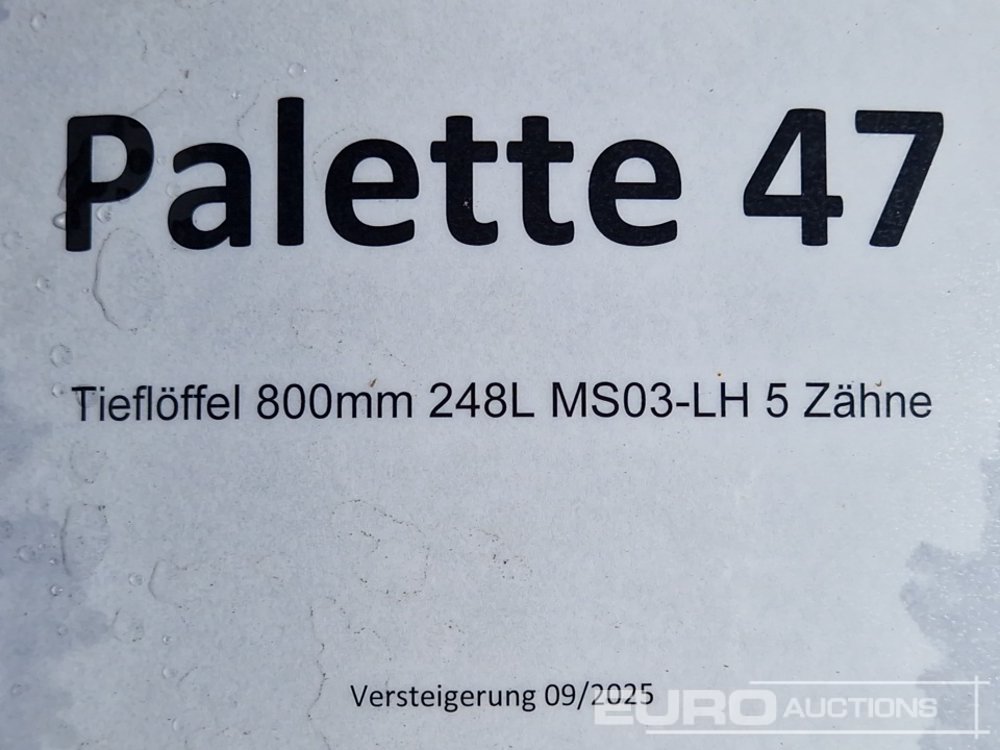 Palette 47
Tieflöffel 800mm 248L MS03-LH 5 Zähne
Versteigerung 09/2025
EURO AUCTIONS